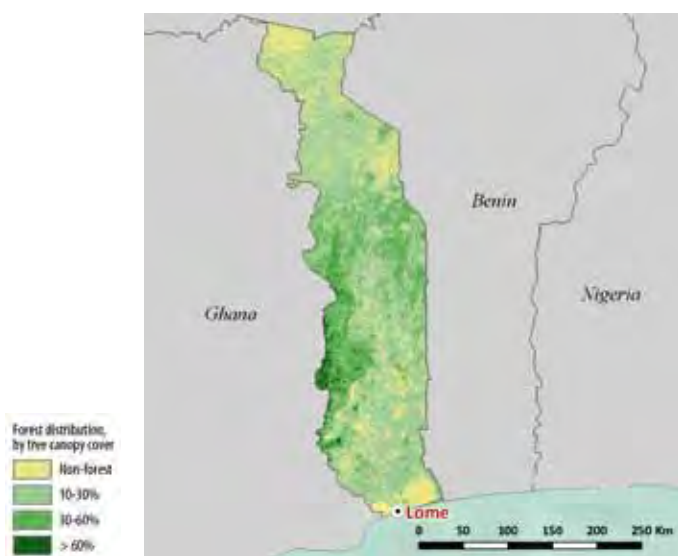 Benin
Nigeria
Ghana
Forest distribution,
by tree canopy cover
Non-forest
10-30%
30-60%
> 60%
Lome
0 50 100 150 200 250 Km